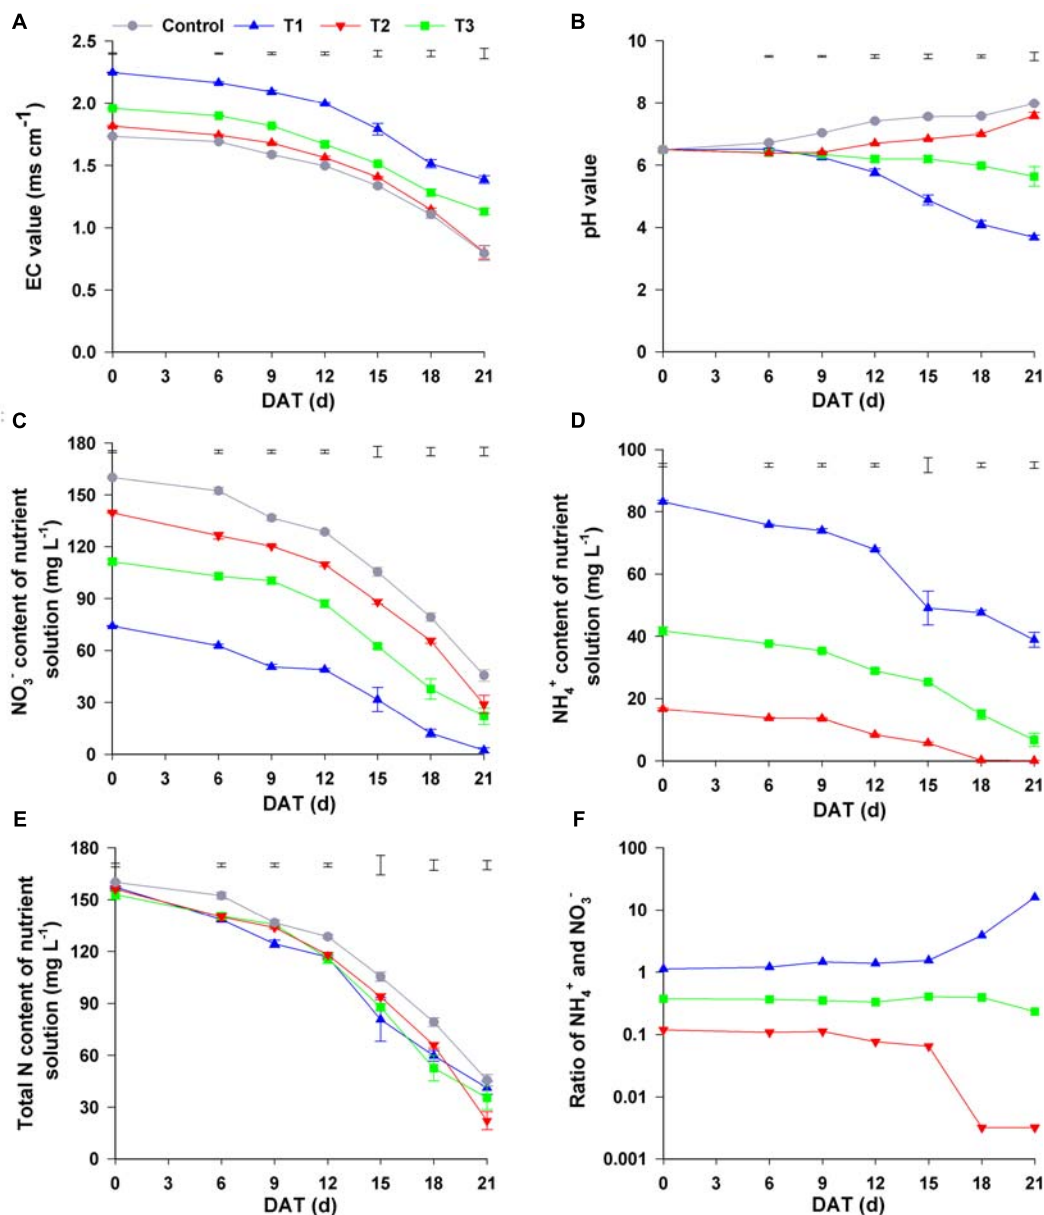 A
Control T1 T2 T3
2.5
2.0
1.5
1.0
0.5
0.0
EC value (ms cm-1)
0 3 6 9 12 15 18 21
DAT (d)
B
10
8
6
4
2
0
pH value
0 3 6 9 12 15 18 21
DAT (d)
C
180
150
120
90
60
30
0
NO3- content of nutrient
solution (mg L-1)
0 3 6 9 12 15 18 21
DAT (d)
D
100
80
60
40
20
0
NH4+ content of nutrient
solution (mg L-1)
0 3 6 9 12 15 18 21
DAT (d)
E
180
150
120
90
60
30
0
Total N content of nutrient
solution (mg L-1)
0 3 6 9 12 15 18 21
DAT (d)
F
100
10
1
0.1
0.01
0.001
Ratio of NH4+ and NO3-
0 3 6 9 12 15 18 21
DAT (d)